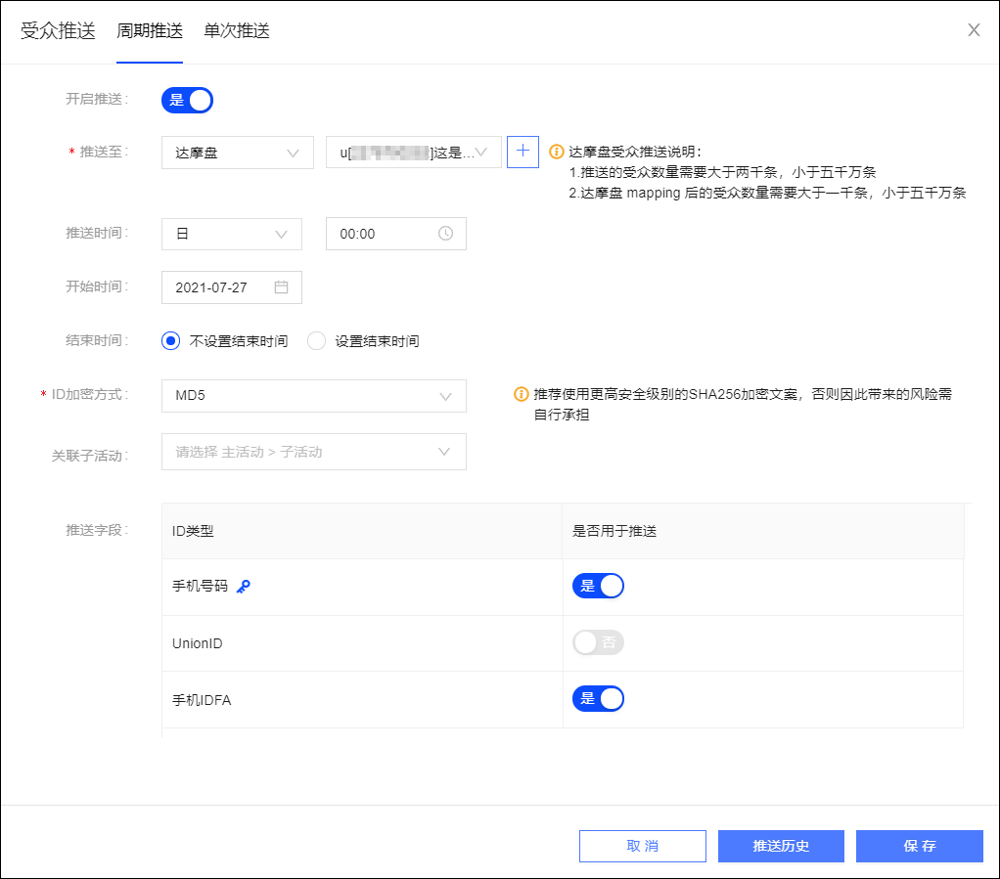 受众推送 周期推送 单次推送
开启推送: 是
* 推送至: 达摩盘 u[ ]这是... 达摩盘受众推送说明:
1.推送的受众数量需要大于两千条，小于五千万条
2.达摩盘 mapping 后的受众数量需要大于一千条，小于五千万条
推送时间: 日 00:00
开始时间: 2021-07-27
结束时间: 不设置结束时间 设置结束时间
* ID加密方式: MD5 推荐使用更高安全级别的SHA256加密文案，否则因此带来的风险需
自行承担
关联子活动: 请选择 主活动 > 子活动
推送字段: ID类型 是否用于推送
手机号码 是
UnionID 否
手机IDFA 是
取 消 推送历史 保 存